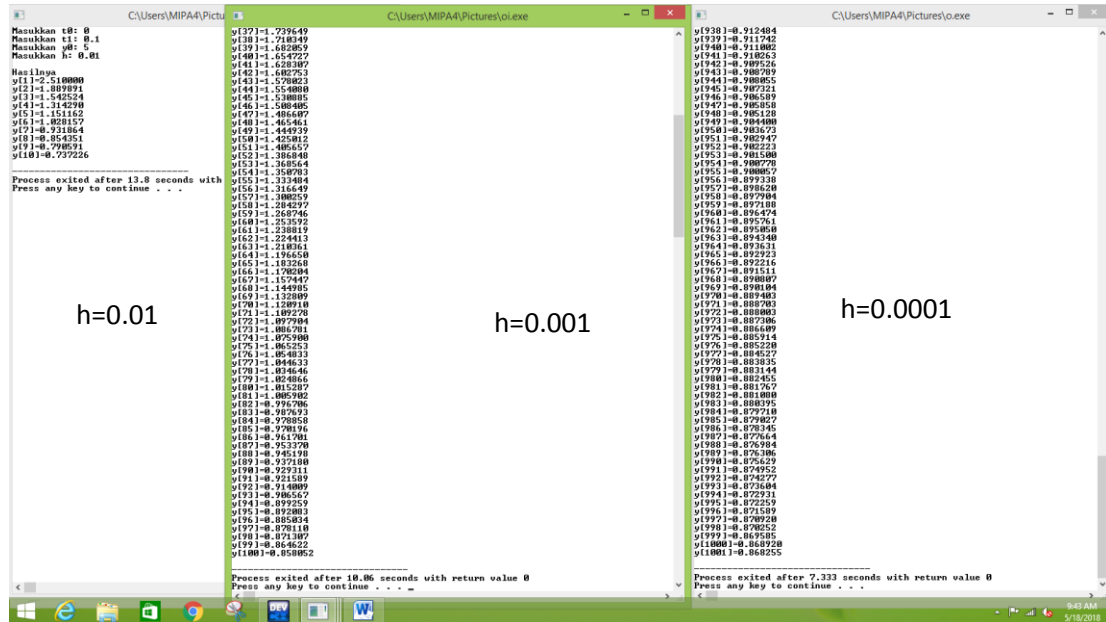 C:\Users\MIPA4\Pictu
Masukkan t0: 0
Masukkan t1: 0.1
Masukkan y0: 5
Masukkan h: 0.01
Hasilnya
y[1]=2.510000
y[2]=1.889891
y[3]=1.542524
y[4]=1.314290
y[5]=1.151162
y[6]=1.028157
y[7]=0.931864
y[8]=0.854351
y[9]=0.790591
y[10]=0.737226
--------------------------------
Process exited after 13.8 seconds with
Press any key to continue . . .
h=0.01
C:\Users\MIPA4\Pictures\oi.exe
y[37]=1.739649
y[38]=1.710349
y[39]=1.682059
y[40]=1.654727
y[41]=1.628307
y[42]=1.602753
y[43]=1.578023
y[44]=1.554080
y[45]=1.530885
y[46]=1.508405
y[47]=1.486607
y[48]=1.465461
y[49]=1.444939
y[50]=1.425012
y[51]=1.405657
y[52]=1.386848
y[53]=1.368564
y[54]=1.350783
y[55]=1.333484
y[56]=1.316649
y[57]=1.300259
y[58]=1.284297
y[59]=1.268746
y[60]=1.253592
y[61]=1.238819
y[62]=1.224413
y[63]=1.210361
y[64]=1.196650
y[65]=1.183268
y[66]=1.170204
y[67]=1.157447
y[68]=1.144985
y[69]=1.132809
y[70]=1.120910
y[71]=1.109278
y[72]=1.097904
y[73]=1.086781
y[74]=1.075900
y[75]=1.065253
y[76]=1.054833
y[77]=1.044633
y[78]=1.034646
y[79]=1.024866
y[80]=1.015287
y[81]=1.005902
y[82]=0.996706
y[83]=0.987693
y[84]=0.978858
y[85]=0.970196
y[86]=0.961701
y[87]=0.953370
y[88]=0.945198
y[89]=0.937180
y[90]=0.929311
y[91]=0.921589
y[92]=0.914009
y[93]=0.906567
y[94]=0.899259
y[95]=0.892083
y[96]=0.885034
y[97]=0.878110
y[98]=0.871307
y[99]=0.864622
y[100]=0.858052
--------------------------------
Process exited after 10.06 seconds with return value 0
Press any key to continue . . . _
h=0.001
C:\Users\MIPA4\Pictures\o.exe
y[938]=0.912484
y[939]=0.911742
y[940]=0.911002
y[941]=0.910263
y[942]=0.909526
y[943]=0.908789
y[944]=0.908055
y[945]=0.907321
y[946]=0.906589
y[947]=0.905858
y[948]=0.905128
y[949]=0.904400
y[950]=0.903673
y[951]=0.902947
y[952]=0.902223
y[953]=0.901500
y[954]=0.900778
y[955]=0.900057
y[956]=0.899338
y[957]=0.898620
y[958]=0.897904
y[959]=0.897188
y[960]=0.896474
y[961]=0.895761
y[962]=0.895050
y[963]=0.894340
y[964]=0.893631
y[965]=0.892923
y[966]=0.892216
y[967]=0.891511
y[968]=0.890807
y[969]=0.890104
y[970]=0.889403
y[971]=0.888703
y[972]=0.888003
y[973]=0.887306
y[974]=0.886609
y[975]=0.885914
y[976]=0.885220
y[977]=0.884527
y[978]=0.883835
y[979]=0.883144
y[980]=0.882455
y[981]=0.881767
y[982]=0.881080
y[983]=0.880395
y[984]=0.879710
y[985]=0.879027
y[986]=0.878345
y[987]=0.877664
y[988]=0.876984
y[989]=0.876306
y[990]=0.875629
y[991]=0.874952
y[992]=0.874277
y[993]=0.873604
y[994]=0.872931
y[995]=0.872259
y[996]=0.871589
y[997]=0.870920
y[998]=0.870252
y[999]=0.869585
y[1000]=0.868920
y[1001]=0.868255
--------------------------------
Process exited after 7.333 seconds with return value 0
Press any key to continue . . .
h=0.0001
DEV
W
9:43 AM
5/18/2018